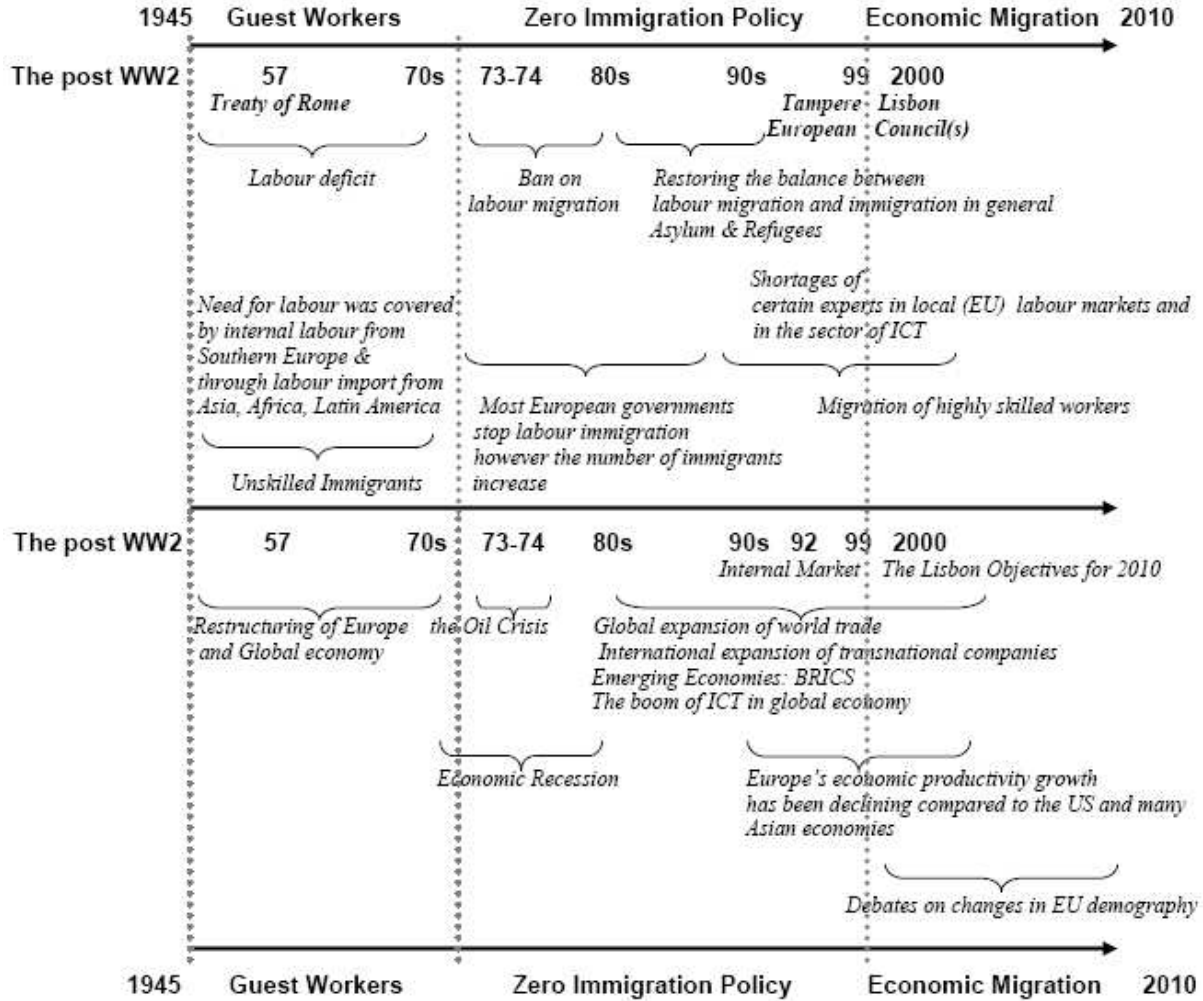 1945 Guest Workers Zero Immigration Policy Economic Migration 2010
The post WW2 57 70s 73-74 80s 90s 99 2000
Treaty of Rome Tampere Lisbon
European Council(s)
Labour deficit
Ban on
labour migration
Restoring the balance between
labour migration and immigration in general
Asylum & Refugees
Shortages of
certain experts in local (EU) labour markets and
in the sector of ICT
Need for labour was covered
by internal labour from
Southern Europe &
through labour import from
Asia, Africa, Latin America
Most European governments
stop labour immigration
however the number of immigrants
increase
Migration of highly skilled workers
Unskilled Immigrants
The post WW2 57 70s 73-74 80s 90s 92 99 2000
Internal Market The Lisbon Objectives for 2010
Restructuring of Europe
and Global economy
the Oil Crisis
Global expansion of world trade
International expansion of transnational companies
Emerging Economies: BRICS
The boom of ICT in global economy
Economic Recession
Europe's economic productivity growth
has been declining compared to the US and many
Asian economies
Debates on changes in EU demography
1945 Guest Workers Zero Immigration Policy Economic Migration 2010